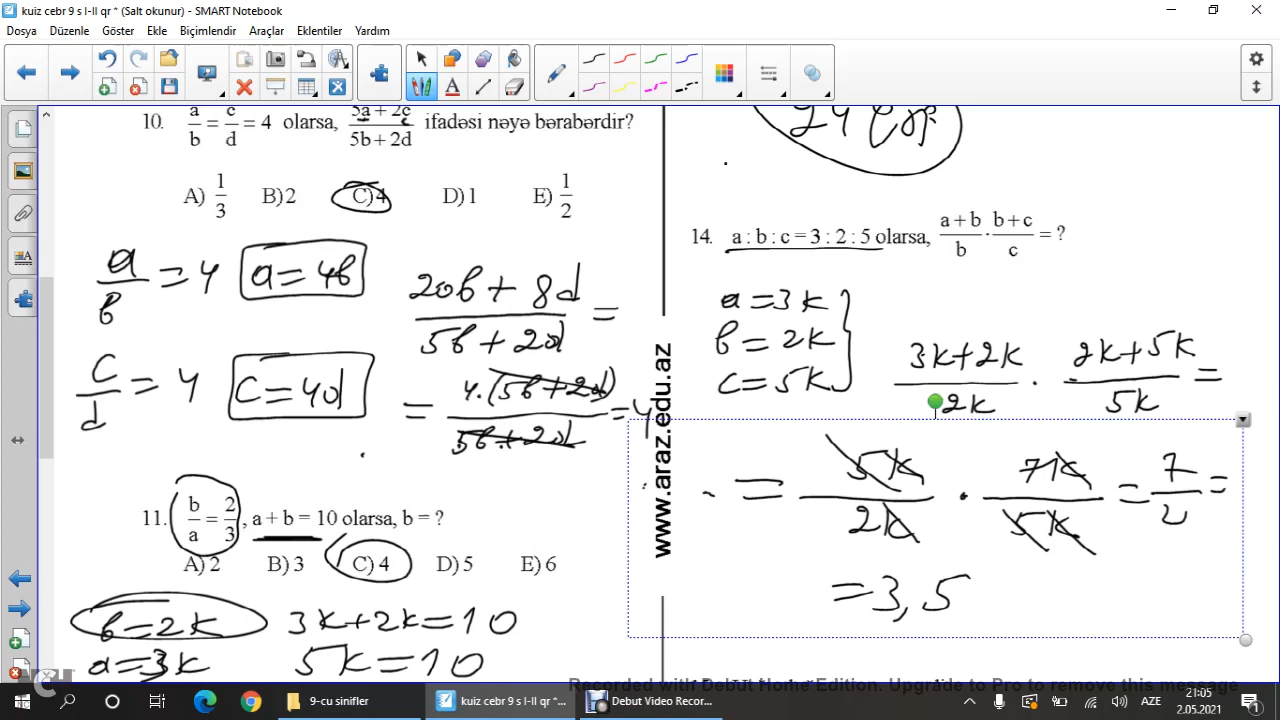 kuiz cebr 9 s I-II qr * (Salt okunur) - SMART Notebook
Dosya Düzenle Göster Ekle Biçimlendir Araçlar Eklentiler Yardım
10. a/b = c/d = 4 olarsa, (5a + 2c)/(5b + 2d) ifadəsi nəyə bərabərdir?
A) 1/3 B) 2 C) 4 D) 1 E) 1/2
a/b = 4 a = 4b
(20b + 8d)/(5b + 2d) =
c/d = 4 c = 4d
= 4·(5b + 2d)/(5b + 2d) = 4
11. b/a = 2/3, a + b = 10 olarsa, b = ?
A) 2 B) 3 C) 4 D) 5 E) 6
b = 2k 3k + 2k = 10
a = 3k 5k = 10
www.araz.edu.az
14. a : b : c = 3 : 2 : 5 olarsa, (a + b)/b · (b + c)/c = ?
a = 3k
b = 2k
c = 5k
(3k + 2k)/2k · (2k + 5k)/5k =
= 5k/2k · 7k/5k = 7/2 =
= 3,5
Recorded with Debut Home Edition. Upgrade to Pro to remove this message
9-cu sinifler
kuiz cebr 9 s I-II qr *...
Debut Video Recor...
AZE
21:05
2.05.2021
1